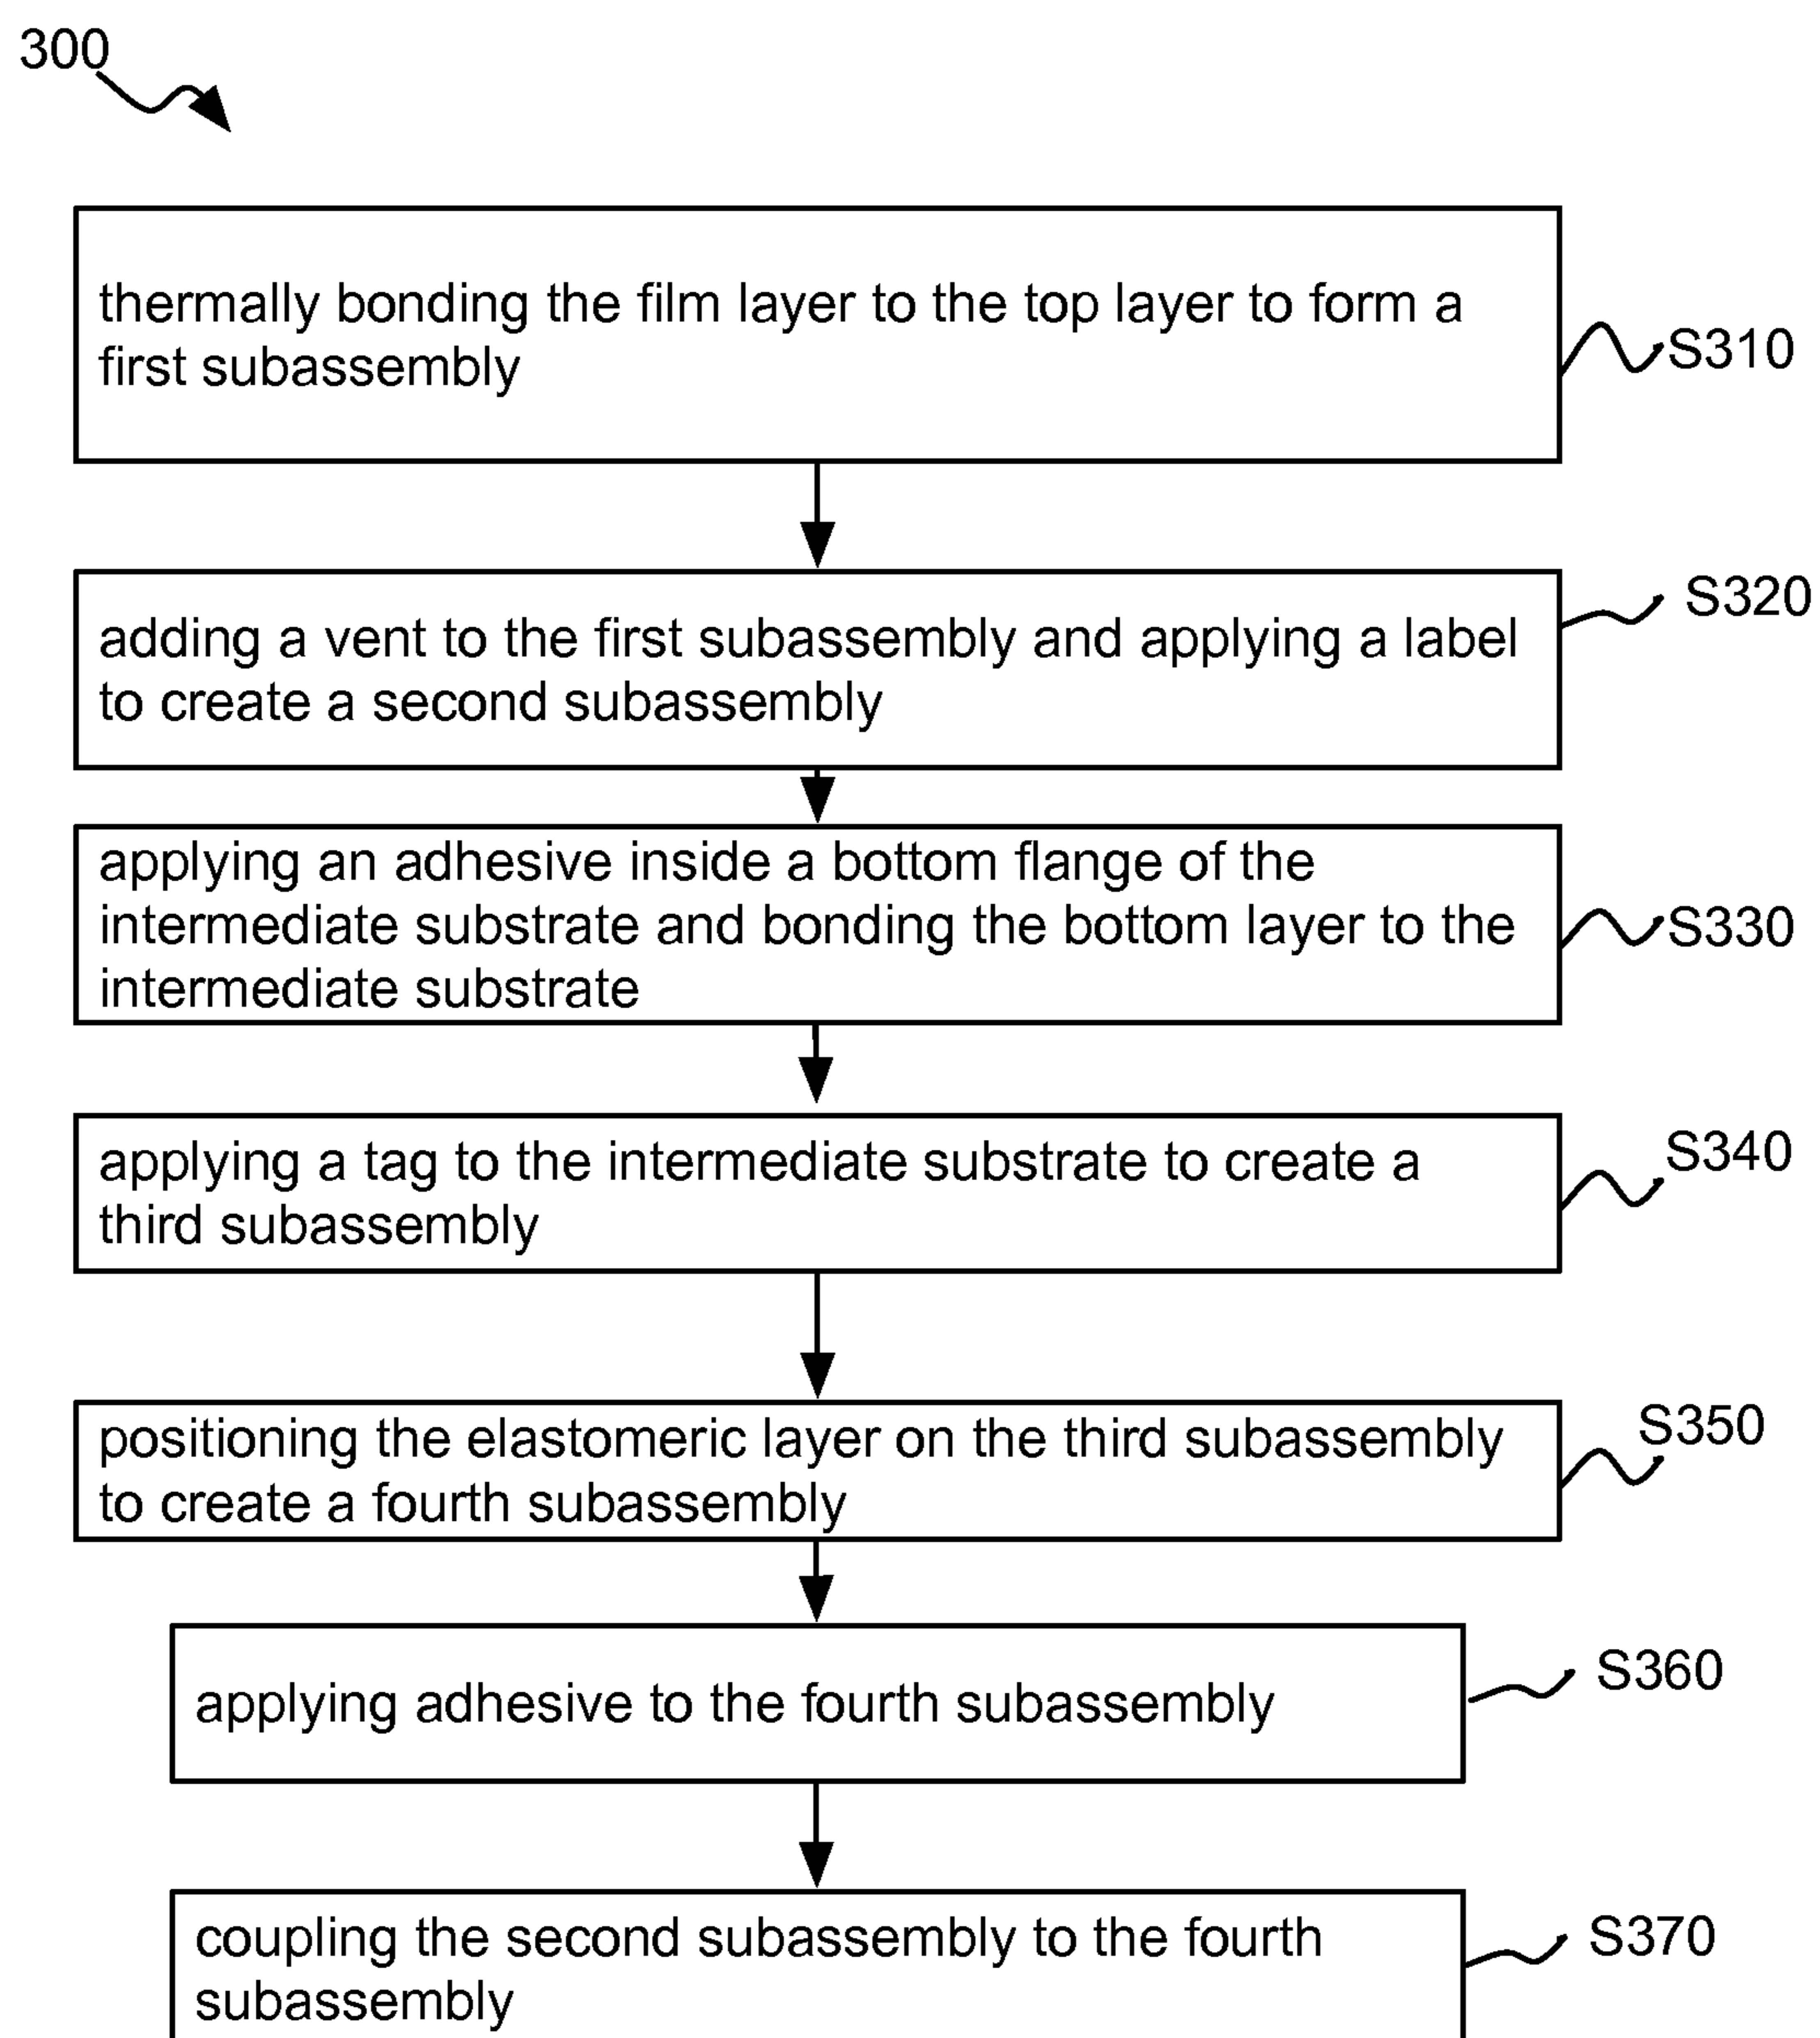 300
thermally bonding the film layer to the top layer to form a
first subassembly
S310
adding a vent to the first subassembly and applying a label
to create a second subassembly
S320
applying an adhesive inside a bottom flange of the
intermediate substrate and bonding the bottom layer to the
intermediate substrate
S330
applying a tag to the intermediate substrate to create a
third subassembly
S340
positioning the elastomeric layer on the third subassembly
to create a fourth subassembly
S350
applying adhesive to the fourth subassembly
S360
coupling the second subassembly to the fourth
subassembly
S370